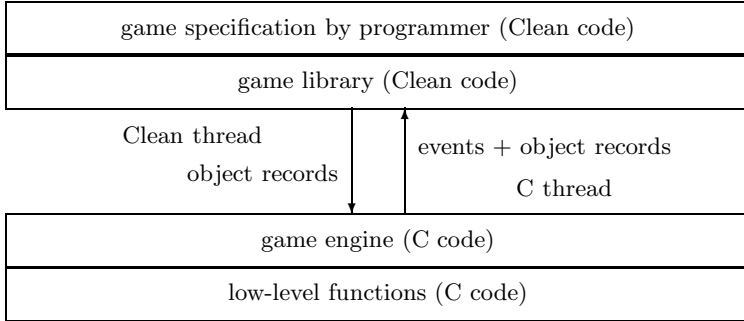 game specification by programmer (Clean code)
game library (Clean code)
Clean thread
object records
events + object records
C thread
game engine (C code)
low-level functions (C code)